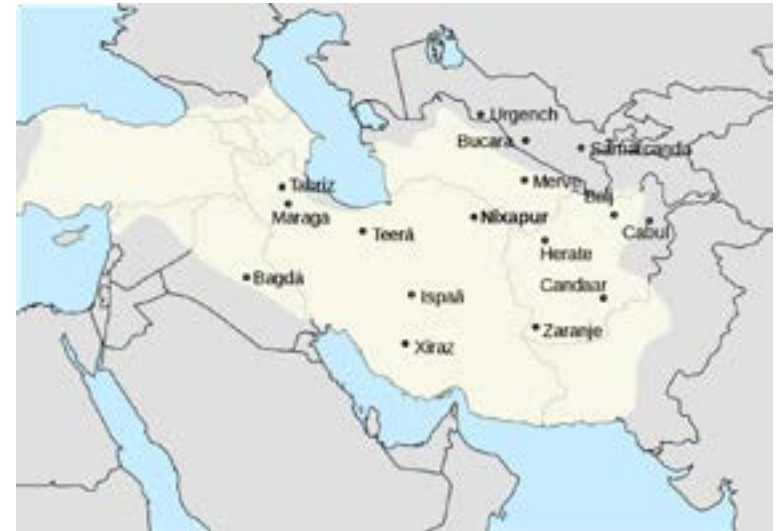 Urgench
Bucara
Samarcanda
Merve
Tabriz
Balj
Maraga
Nixapur
Cabul
Teerã
Herate
Bagdá
Candaar
Ispaã
Zaranje
Xiraz